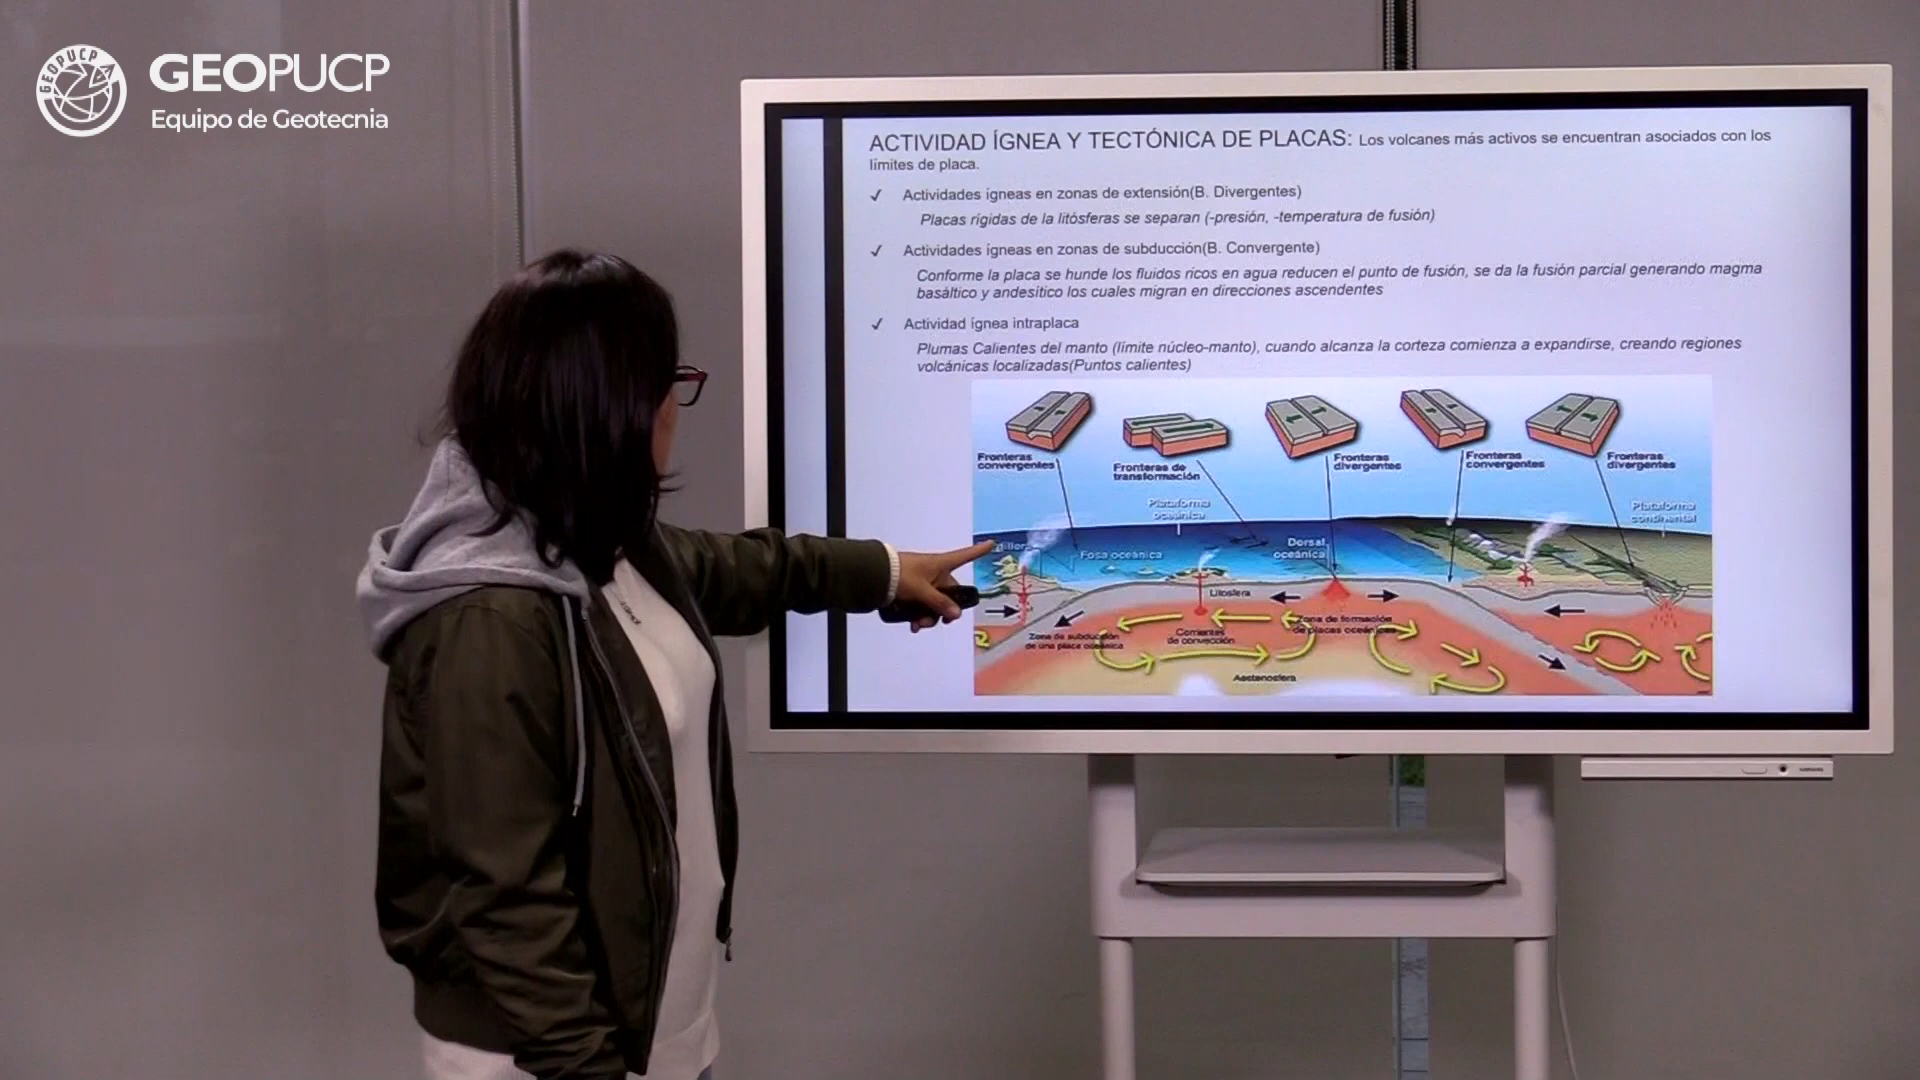 GEOPUCP
GEOPUCP
Equipo de Geotecnia
ACTIVIDAD ÍGNEA Y TECTÓNICA DE PLACAS: Los volcanes más activos se encuentran asociados con los
límites de placa.
✓ Actividades ígneas en zonas de extensión(B. Divergentes)
Placas rígidas de la litósferas se separan (-presión, -temperatura de fusión)
✓ Actividades ígneas en zonas de subducción(B. Convergente)
Conforme la placa se hunde los fluidos ricos en agua reducen el punto de fusión, se da la fusión parcial generando magma
basáltico y andesítico los cuales migran en direcciones ascendentes
✓ Actividad ígnea intraplaca
Plumas Calientes del manto (límite núcleo-manto), cuando alcanza la corteza comienza a expandirse, creando regiones
volcánicas localizadas(Puntos calientes)
Fronteras
convergentes
Fronteras de
transformación
Fronteras
divergentes
Fronteras
convergentes
Fronteras
divergentes
Plataforma
oceánica
Plataforma
continental
Fosa oceánica
Dorsal
oceánica
Litosfera
Zona de subducción
de una placa oceánica
Corrientes
de convección
Zona de formación
de placas oceánicas
Astenosfera